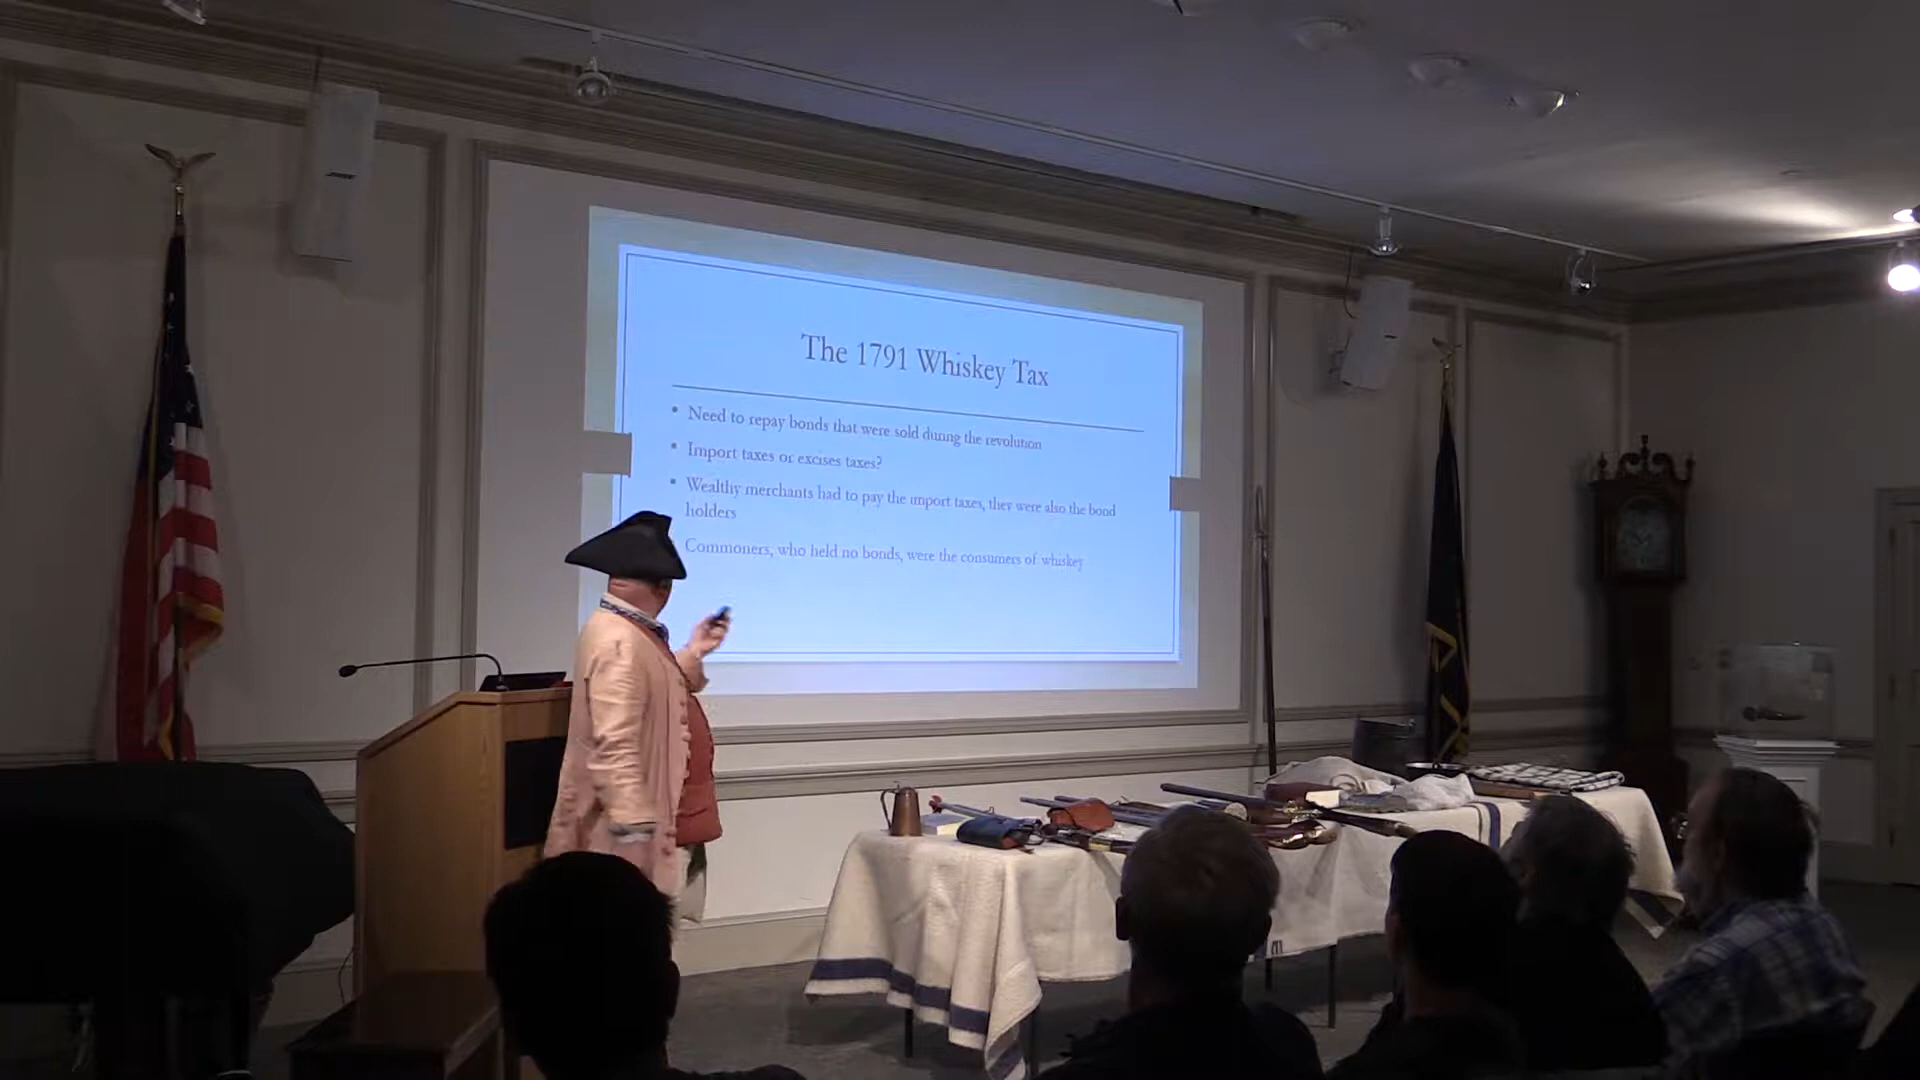 The 1791 Whiskey Tax
• Need to repay bonds that were sold during the revolution
• Import taxes or excises taxes?
• Wealthy merchants had to pay the import taxes, they were also the bond
holders
Commoners, who held no bonds, were the consumers of whiskey